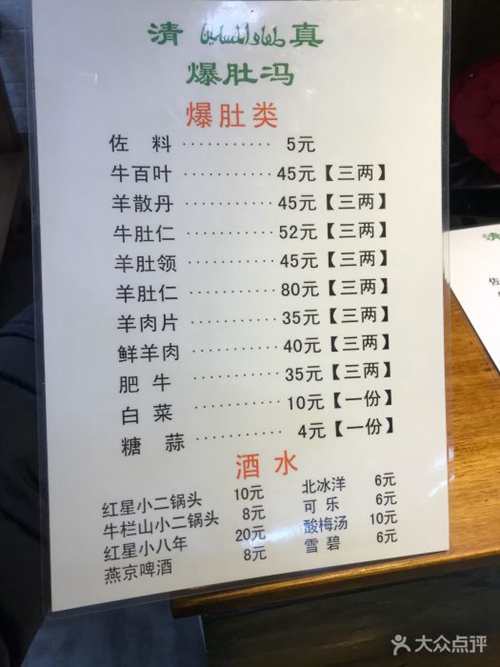 清 真
爆肚冯
爆肚类
佐料 ··········· 5元
牛百叶 ··········· 45元【三两】
羊散丹 ··········· 45元【三两】
牛肚仁 ··········· 52元【三两】
羊肚领 ··········· 45元【三两】
羊肚仁 ··········· 80元【三两】
羊肉片 ··········· 35元【三两】
鲜羊肉 ··········· 40元【三两】
肥牛 ··········· 35元【三两】
白菜 ··········· 10元【一份】
糖蒜 ··········· 4元【一份】
酒水
红星小二锅头 10元 北冰洋 6元
牛栏山小二锅头 8元 可乐 6元
红星小八年 20元 酸梅汤 10元
燕京啤酒 8元 雪碧 6元
清
大众点评